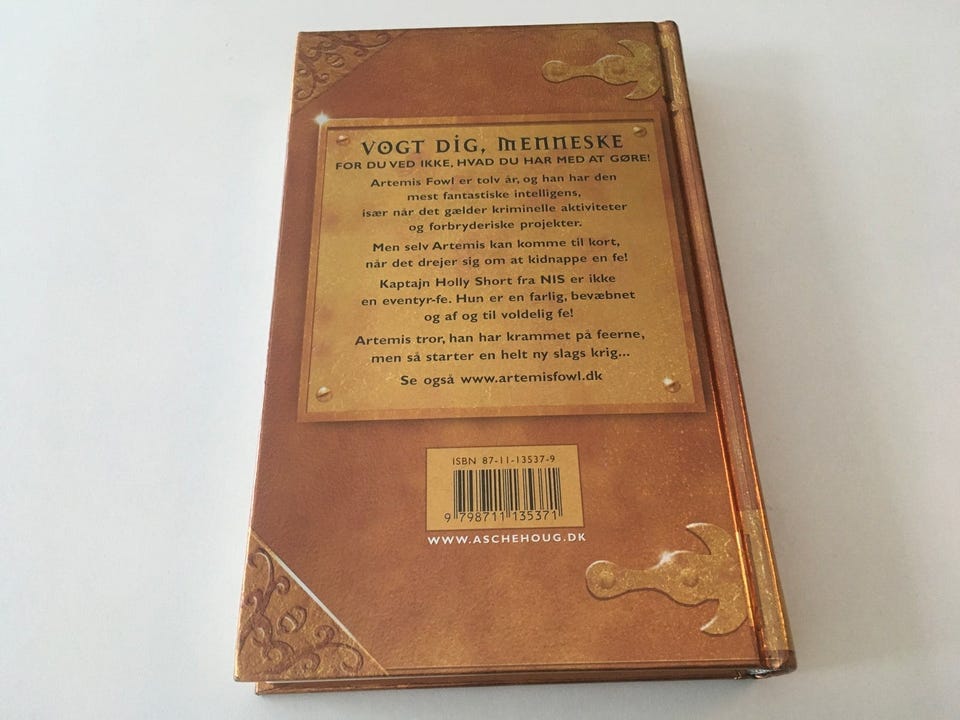 VOGT DIG, MENNESKE
FOR DU VED IKKE, HVAD DU HAR MED AT GØRE!
Artemis Fowl er tolv år, og han har den
mest fantastiske intelligens,
især når det gælder kriminelle aktiviteter
og forbryderiske projekter.
Men selv Artemis kan komme til kort,
når det drejer sig om at kidnappe en fe!
Kaptajn Holly Short fra NIS er ikke
en eventyr-fe. Hun er en farlig, bevæbnet
og af og til voldelig fe!
Artemis tror, han har krammet på feerne,
men så starter en helt ny slags krig...
Se også www.artemisfowl.dk
ISBN 87-11-13537-9
9 798711 135371
WWW.ASCHEHOUG.DK